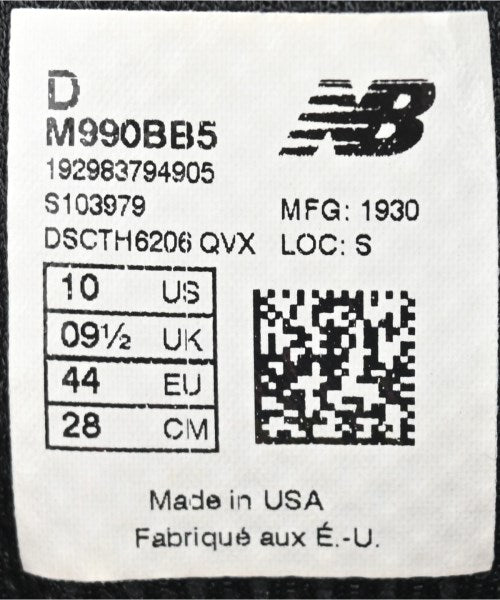 D
M990BB5
192983794905
S103979
DSCTH6206 QVX
NB
MFG: 1930
LOC: S
10 US
09½ UK
44 EU
28 CM
Made in USA
Fabriqué aux É.-U.